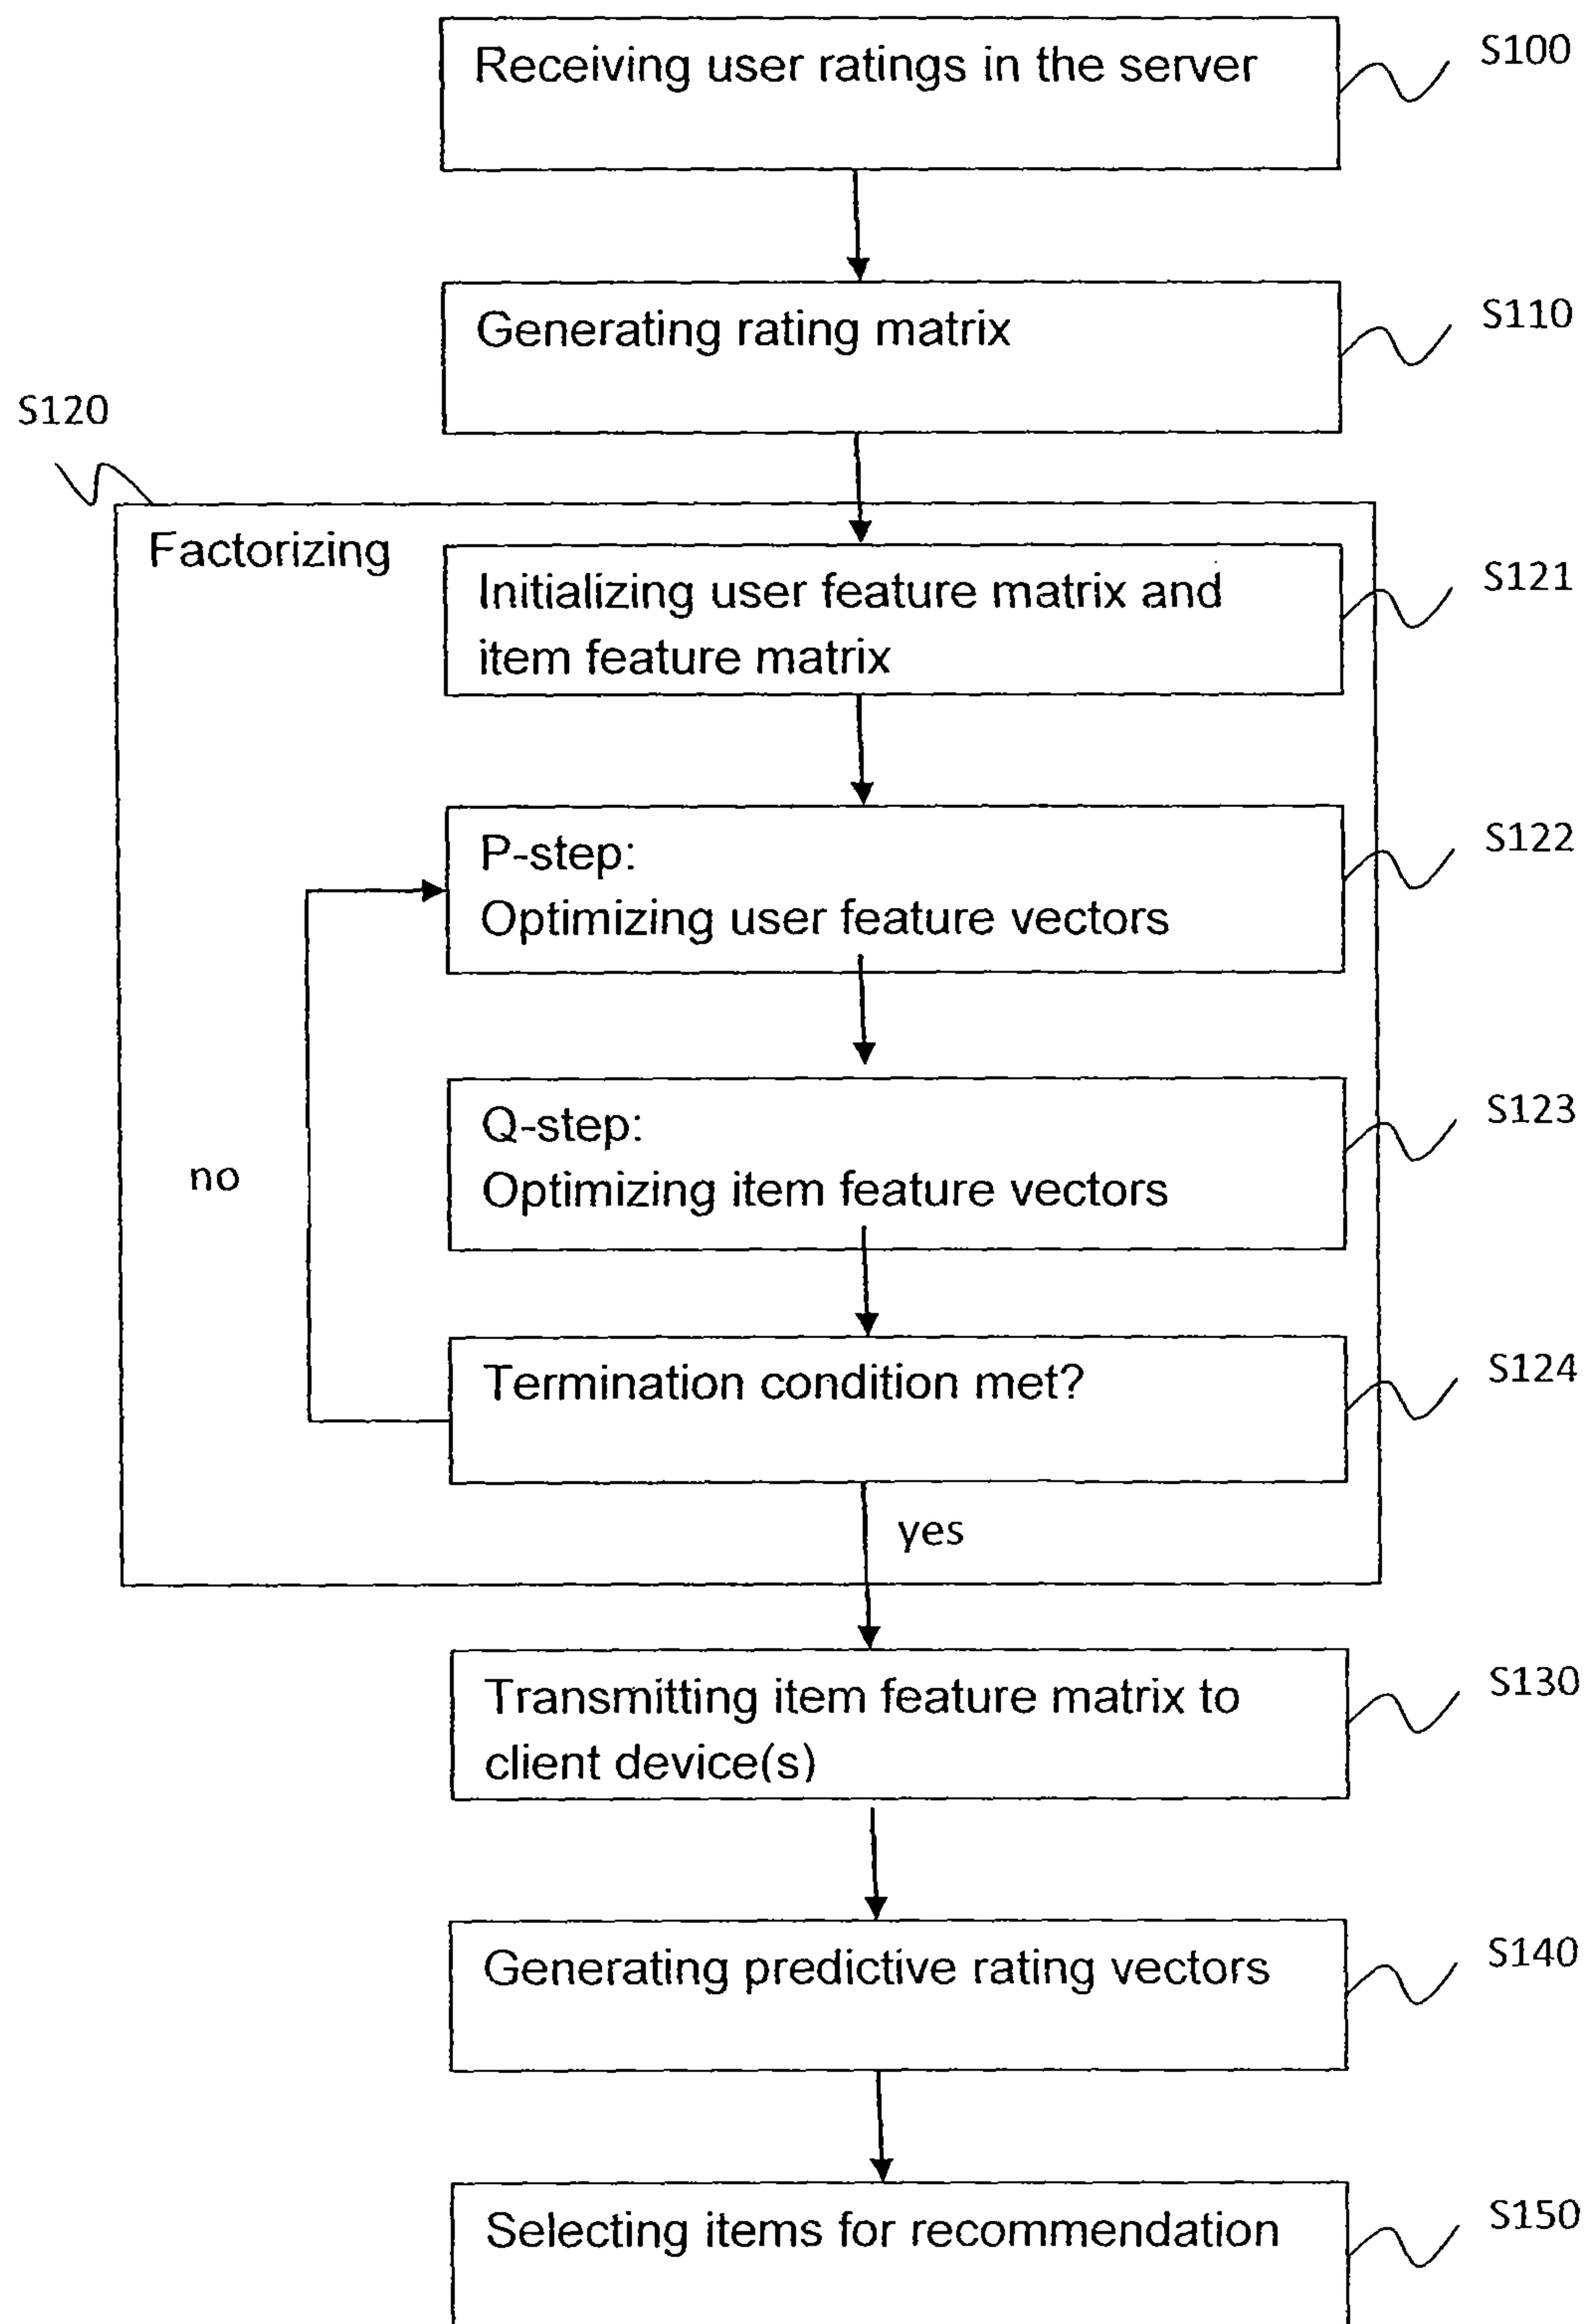 Receiving user ratings in the server
S100
Generating rating matrix
S110
S120
Factorizing
Initializing user feature matrix and
item feature matrix
S121
P-step:
Optimizing user feature vectors
S122
Q-step:
Optimizing item feature vectors
S123
no
Termination condition met?
S124
yes
Transmitting item feature matrix to
client device(s)
S130
Generating predictive rating vectors
S140
Selecting items for recommendation
S150